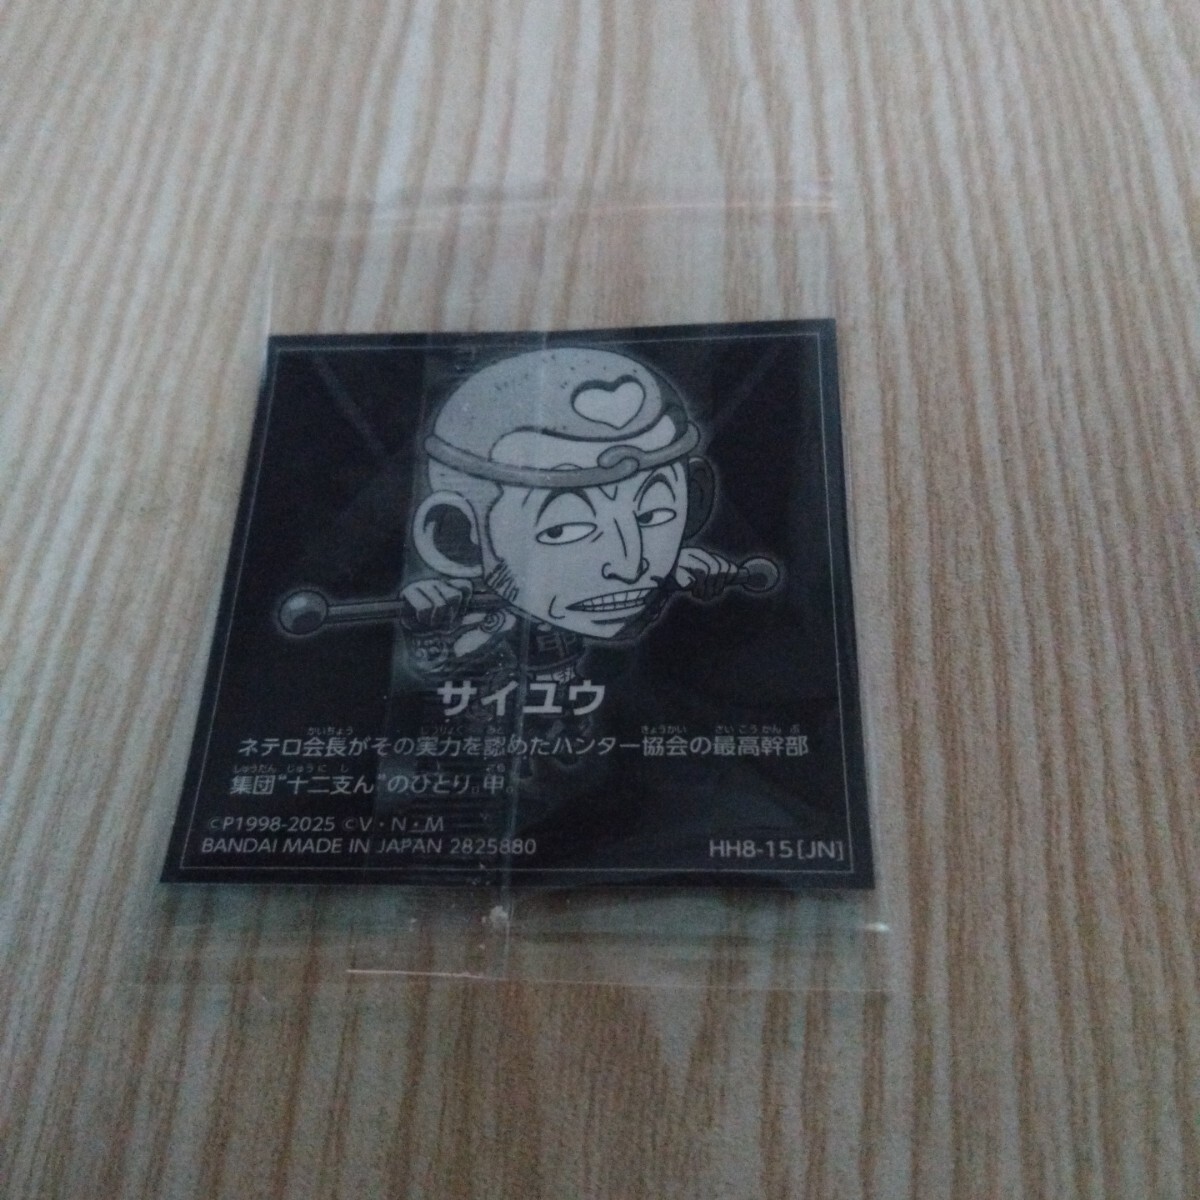 サイユウ
ネテロ会長がその実力を認めたハンター協会の最高幹部
集団“十二支ん”のひとり。申。
©P1998-2025 ©V・N・M
BANDAI MADE IN JAPAN 2825880
HH8-15[JN]